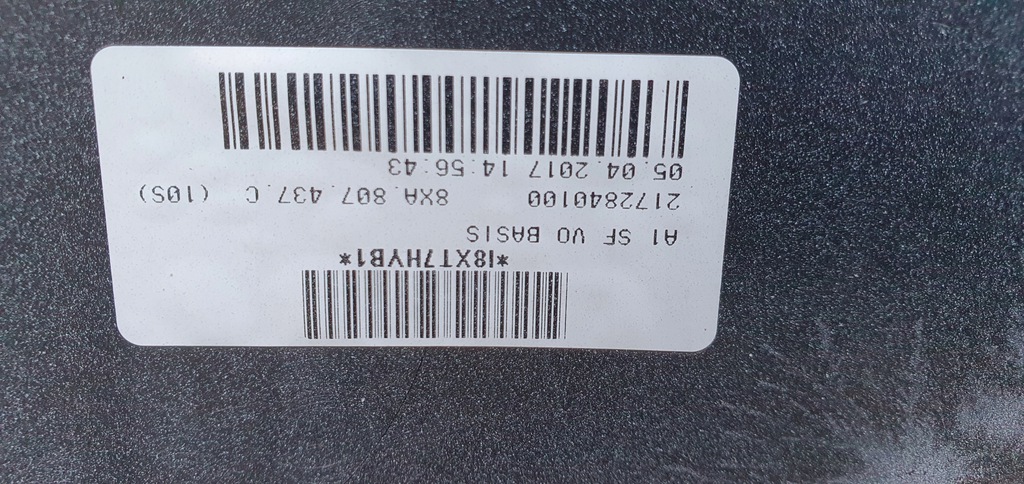 *I8XT7HYB1*
A1 SF VO BASIS
2172840100 8XA.807.437.C (10S)
05.04.2017 14:56:43